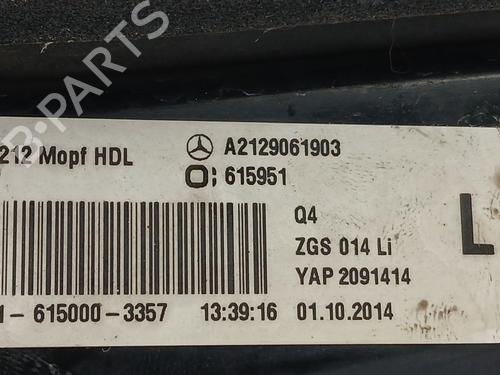 B-PARTS
212 Mopf HDL A2129061903
615951
Q4
L
ZGS 014 Li
YAP 2091414
1-615000-3357 13:39:16 01.10.2014